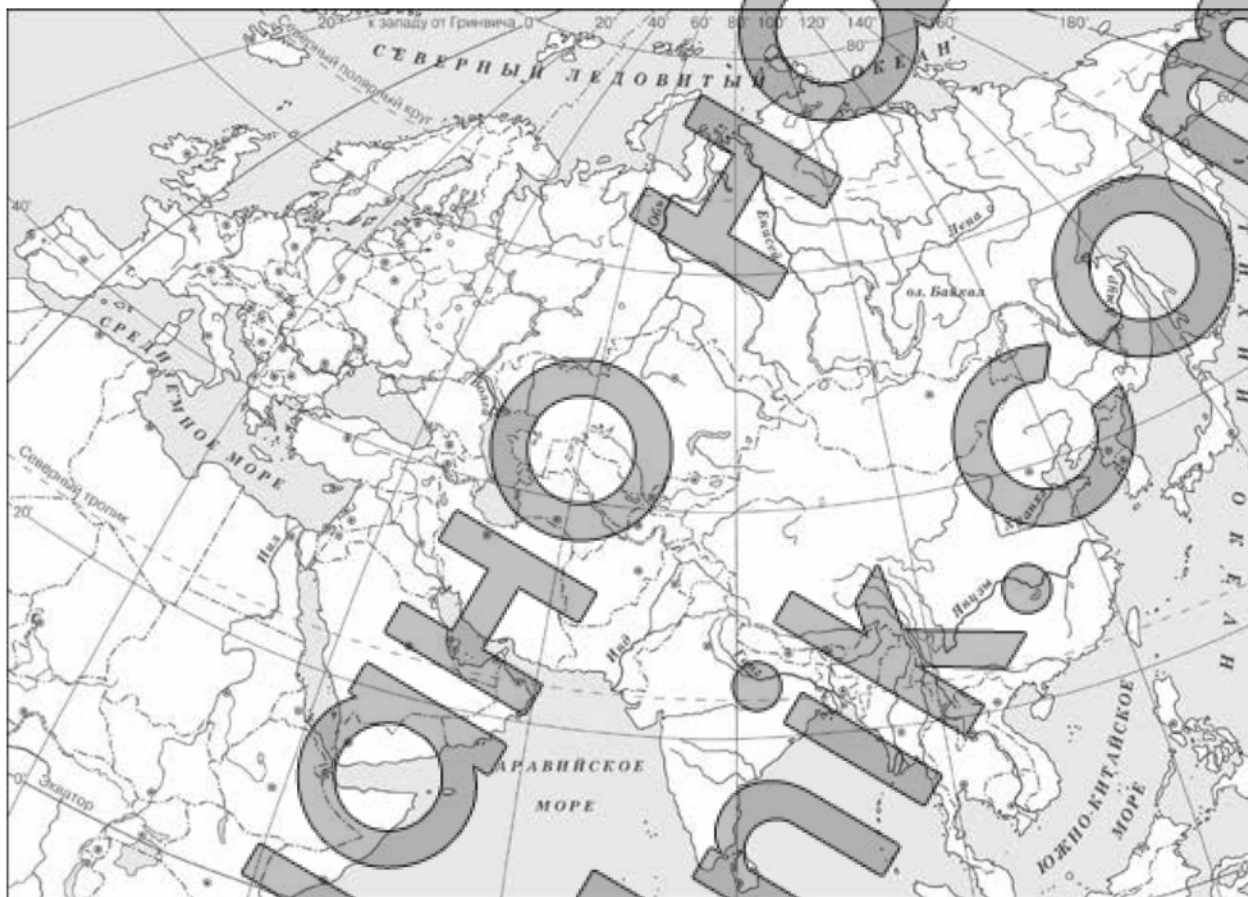 20° к западу от Гринвича 0° 20° 40° 60° 80° 100° 120° 140° 160° 180°
80°
60°
СЕВЕРНЫЙ ЛЕДОВИТЫЙ ОКЕАН
Северный полярный круг
40°
Обь
Енисей
Лена
оз. Байкал
Амур
СРЕДИЗЕМНОЕ МОРЕ
Волга
Северный тропик
20°
Нил
Инд
Хуанхэ
Янцзы
АРАВИЙСКОЕ
МОРЕ
ЮЖНО-КИТАЙСКОЕ
МОРЕ
0°
Экватор